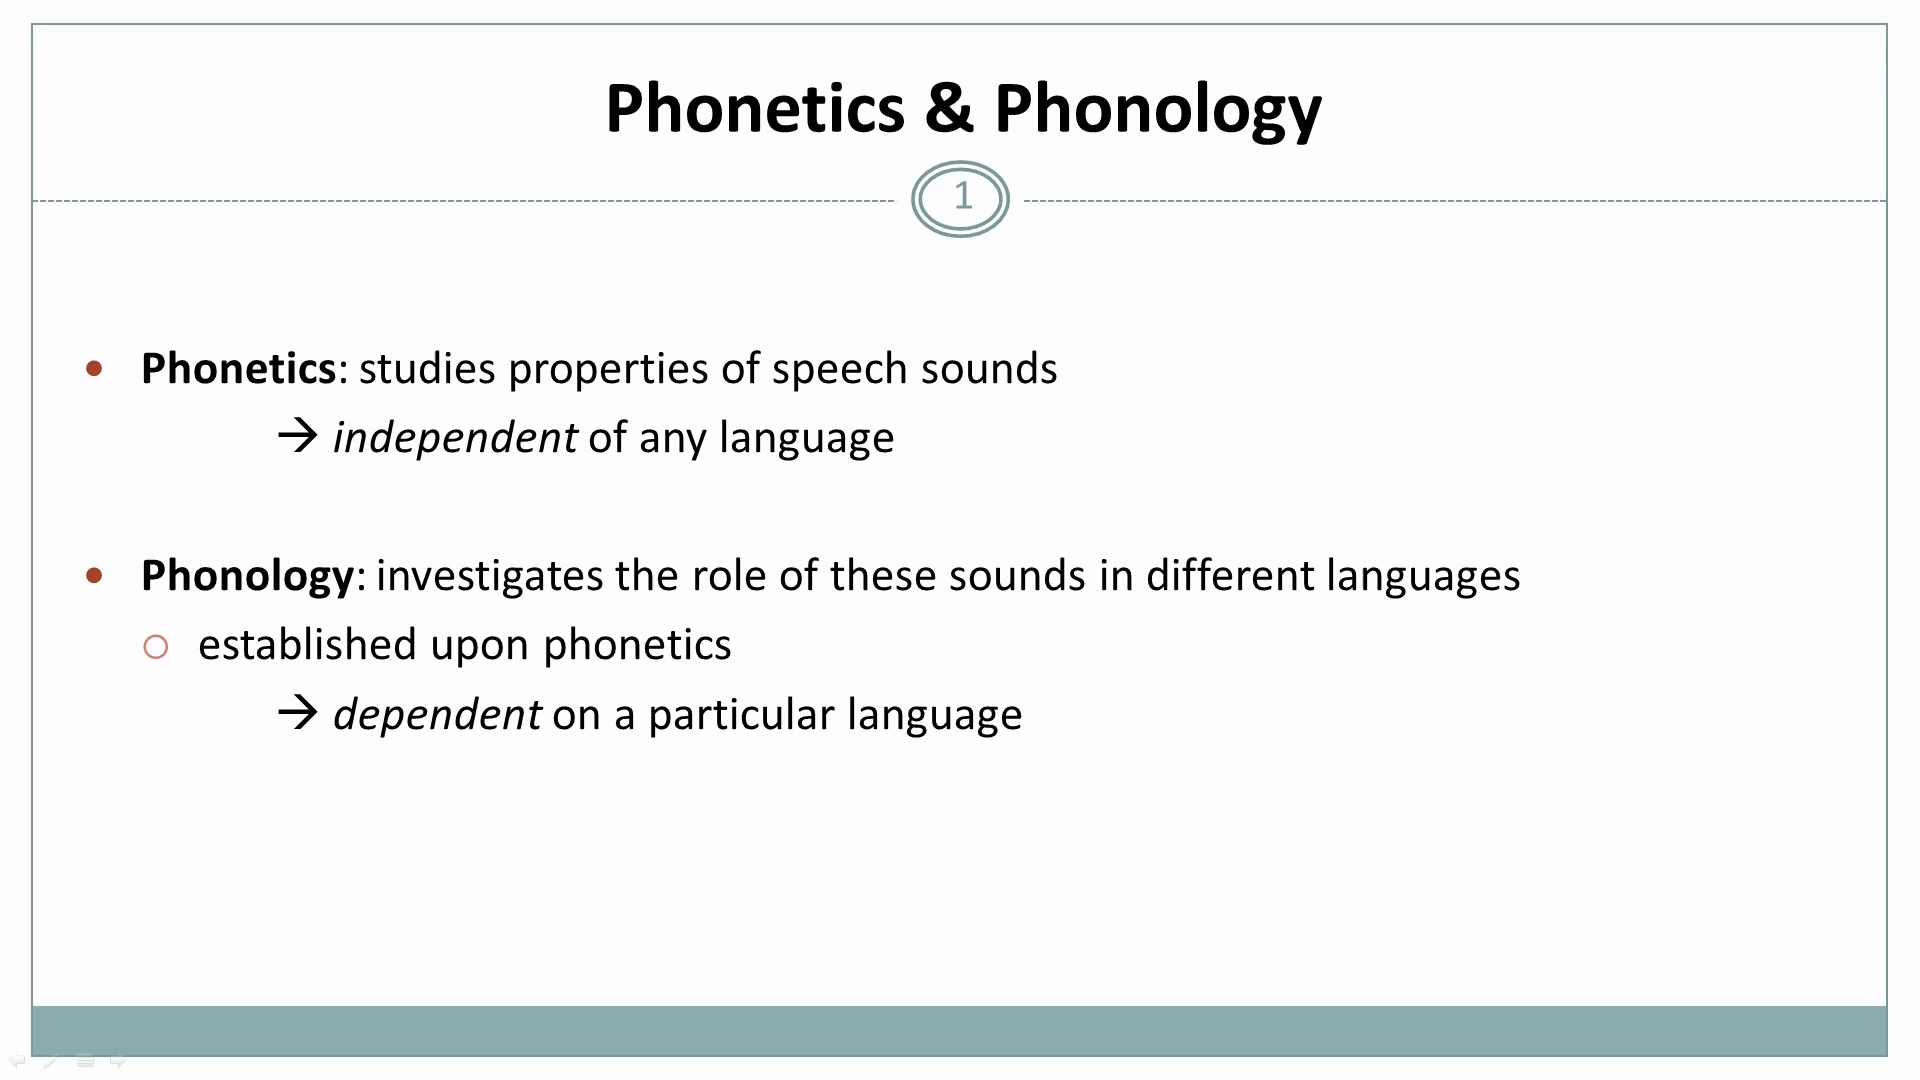 Phonetics & Phonology
1
• Phonetics: studies properties of speech sounds
→ independent of any language
• Phonology: investigates the role of these sounds in different languages
○ established upon phonetics
→ dependent on a particular language